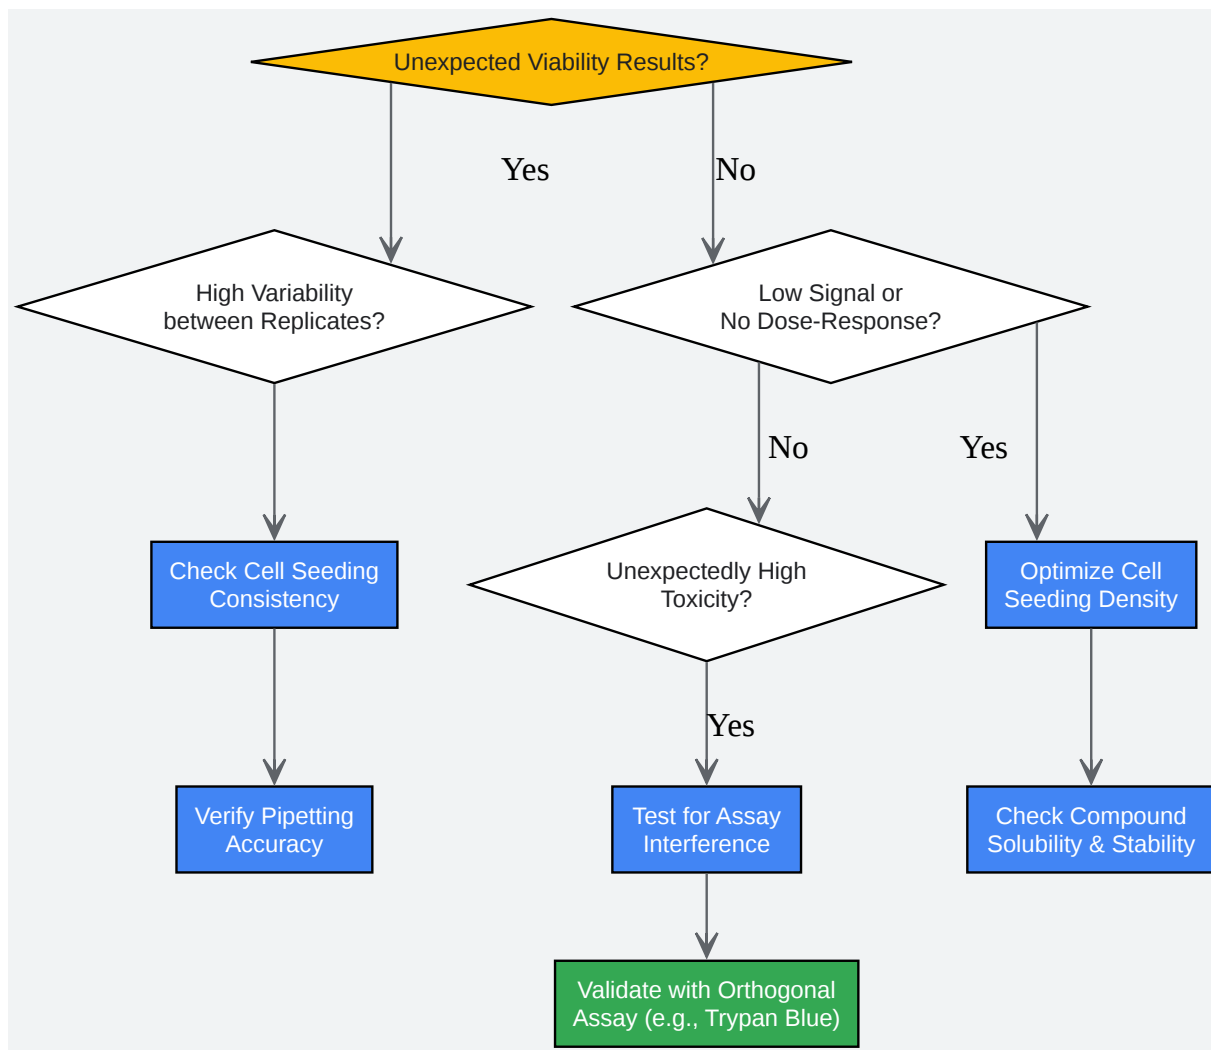 Unexpected Viability Results?
Yes
No
High Variability
between Replicates?
Low Signal or
No Dose-Response?
No
Yes
Check Cell Seeding
Consistency
Unexpectedly High
Toxicity?
Optimize Cell
Seeding Density
Yes
Verify Pipetting
Accuracy
Test for Assay
Interference
Check Compound
Solubility & Stability
Validate with Orthogonal
Assay (e.g., Trypan Blue)